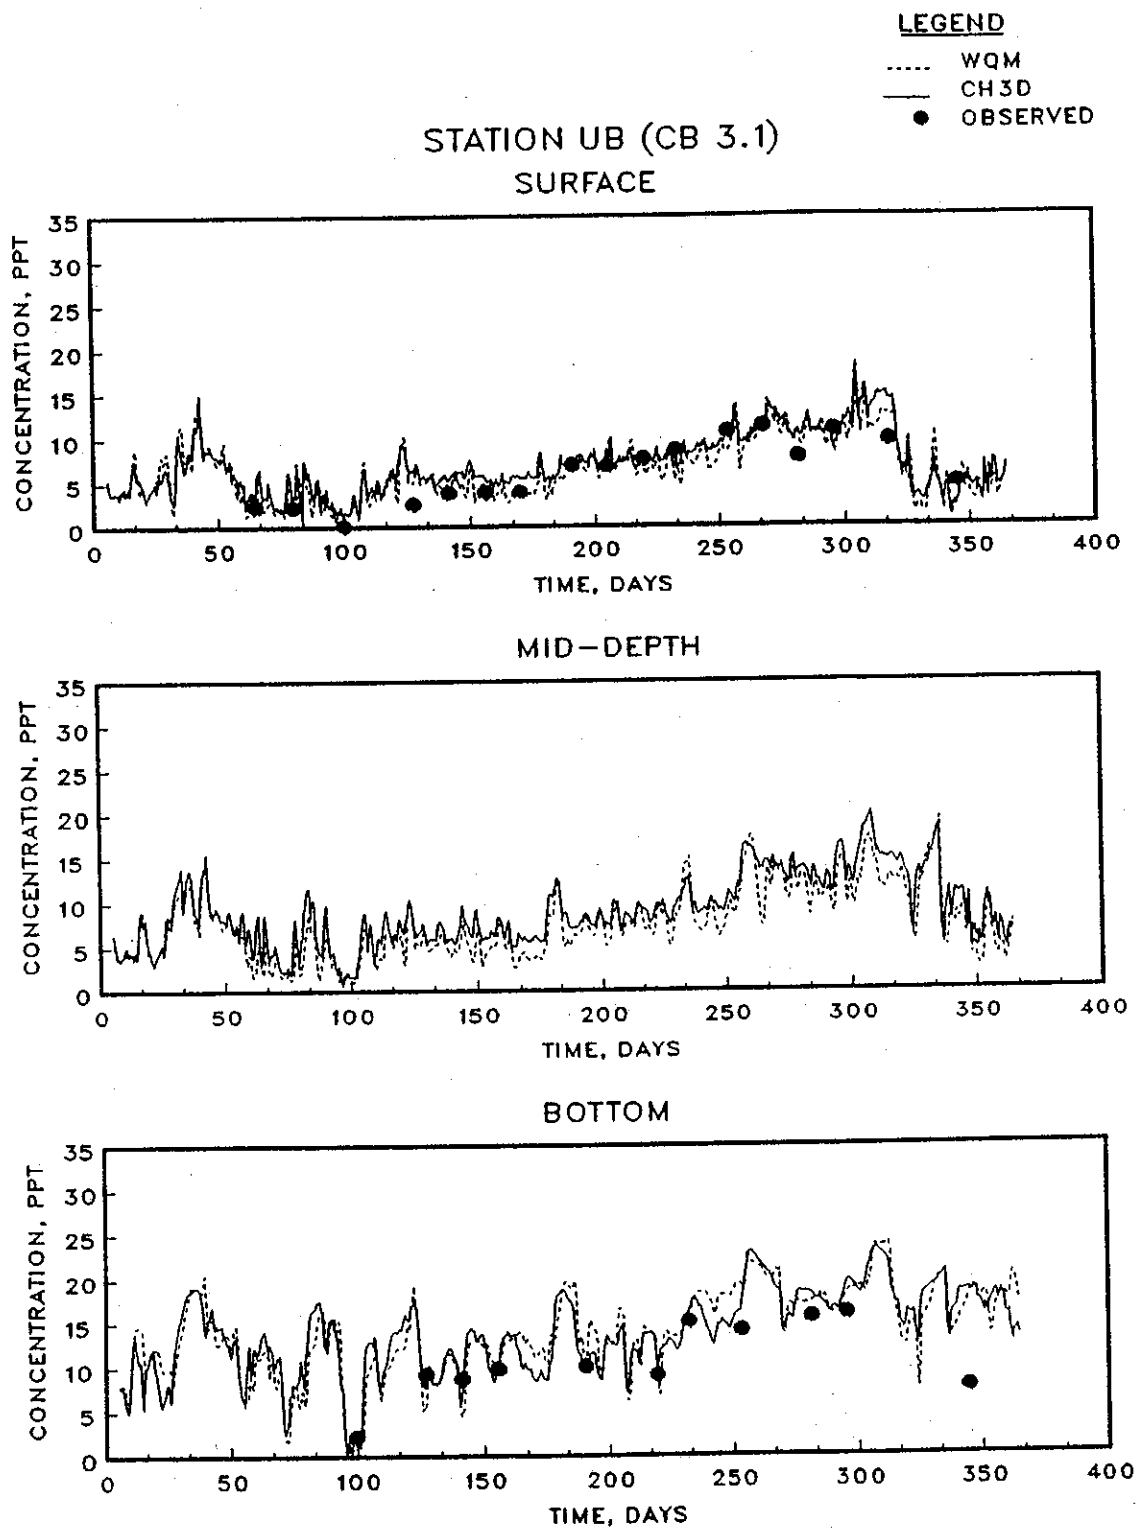 LEGEND
WQM
CH3D
OBSERVED
STATION UB (CB 3.1)
SURFACE
CONCENTRATION, PPT
35
30
25
20
15
10
5
0
0 50 100 150 200 250 300 350 400
TIME, DAYS
MID-DEPTH
CONCENTRATION, PPT
35
30
25
20
15
10
5
0
0 50 100 150 200 250 300 350 400
TIME, DAYS
BOTTOM
CONCENTRATION, PPT
35
30
25
20
15
10
5
0
0 50 100 150 200 250 300 350 400
TIME, DAYS